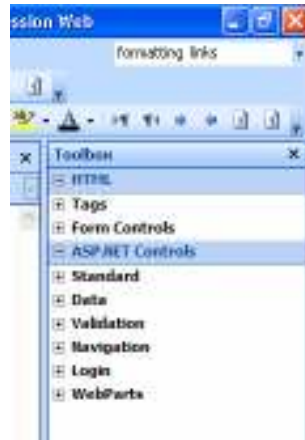 ssion Web
formatting links
Toolbox
HTML
Tags
Form Controls
ASP.NET Controls
Standard
Data
Validation
Navigation
Login
WebParts